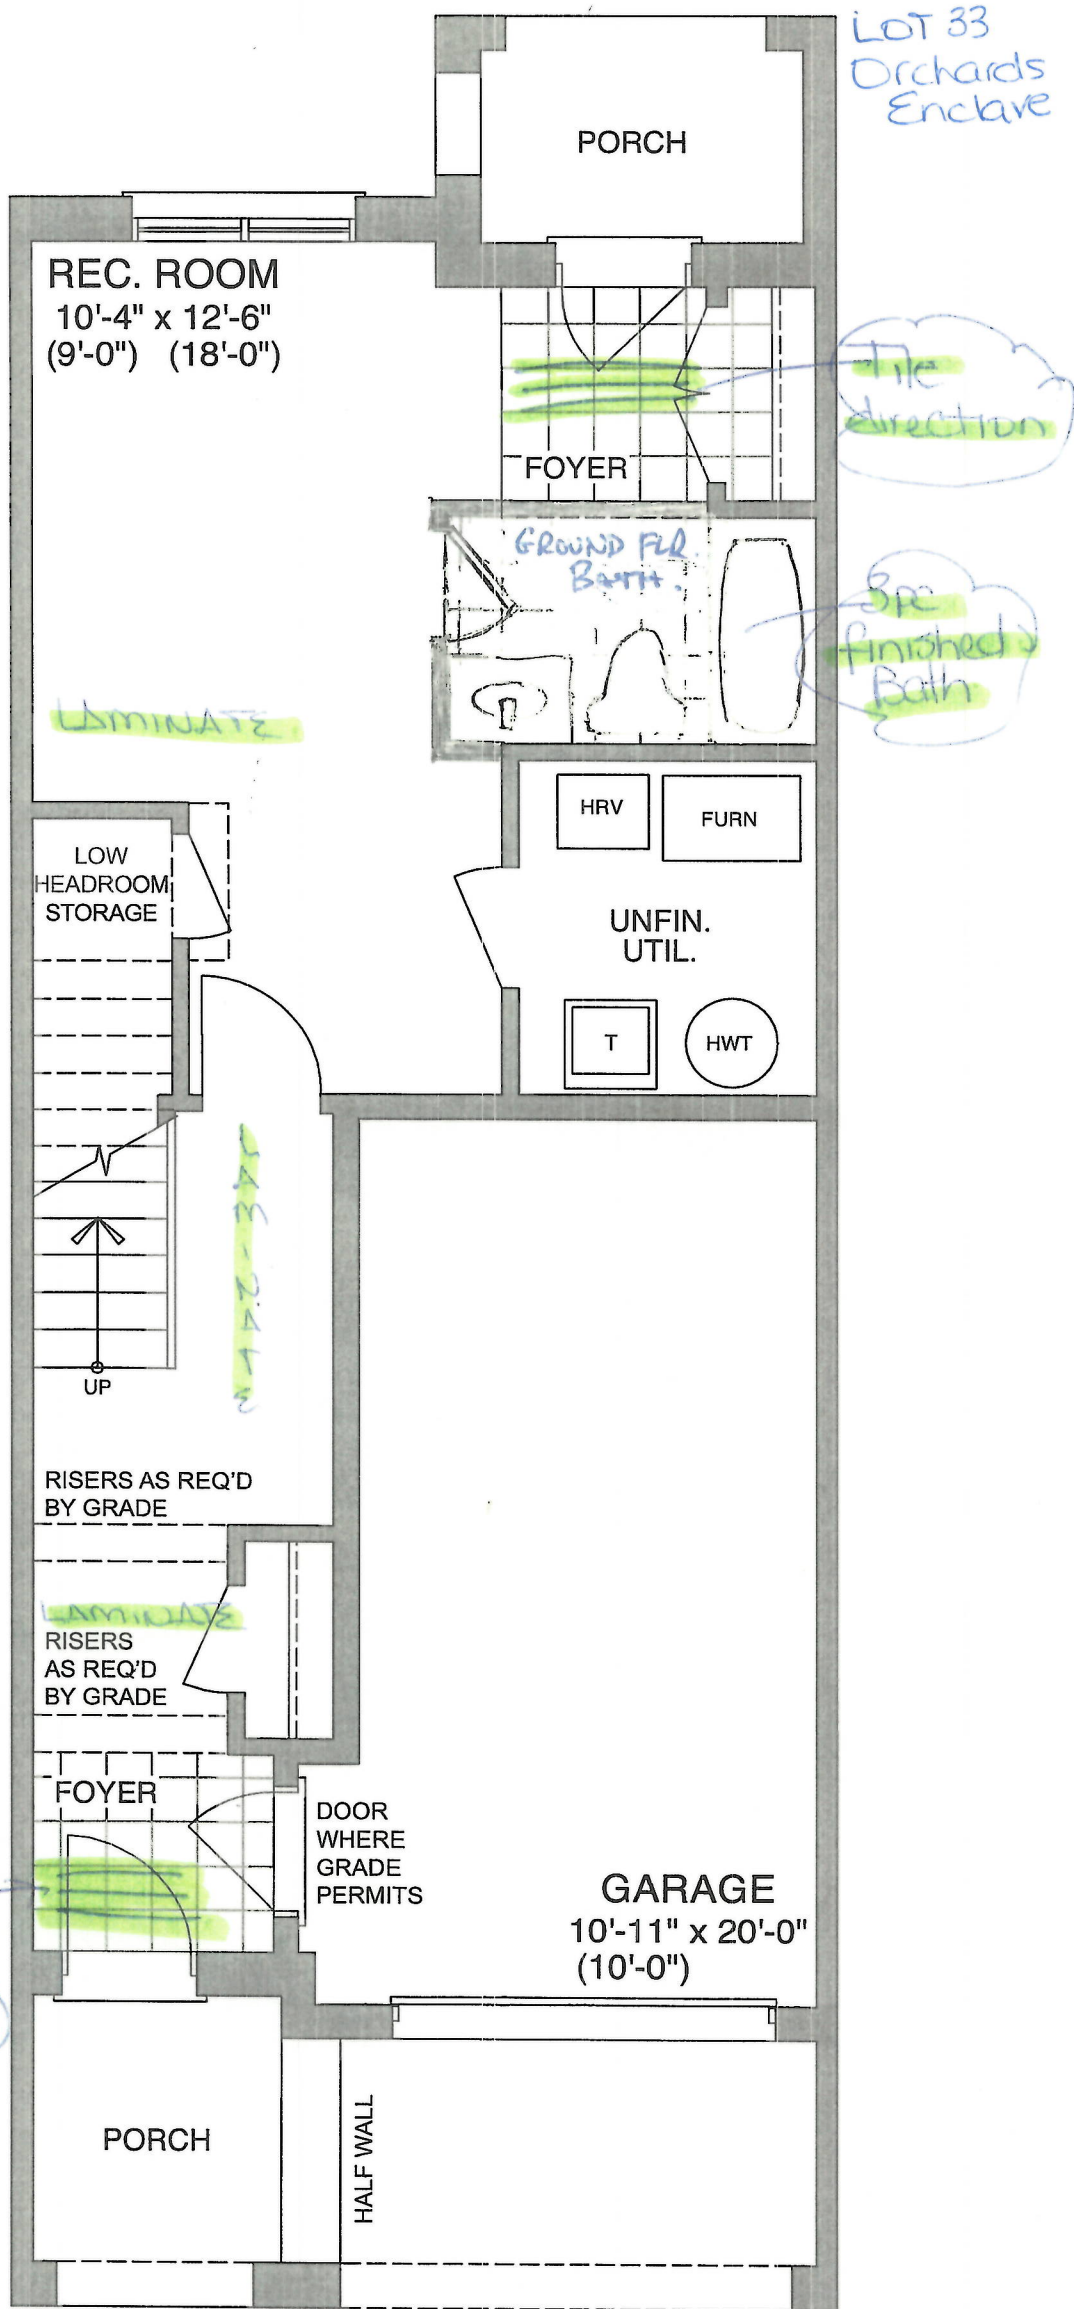 LOT 33
Orchards
Enclave
PORCH
REC. ROOM
10'-4" x 12'-6"
(9'-0") (18'-0")
Tile
direction
FOYER
GROUND FLR.
BATH.
3pc
finished
Bath
LAMINATE
HRV
FURN
LOW
HEADROOM
STORAGE
UNFIN.
UTIL.
T
HWT
UP
RISERS AS REQ'D
BY GRADE
LAMINATE
RISERS
AS REQ'D
BY GRADE
FOYER
DOOR
WHERE
GRADE
PERMITS
GARAGE
10'-11" x 20'-0"
(10'-0")
PORCH
HALF WALL